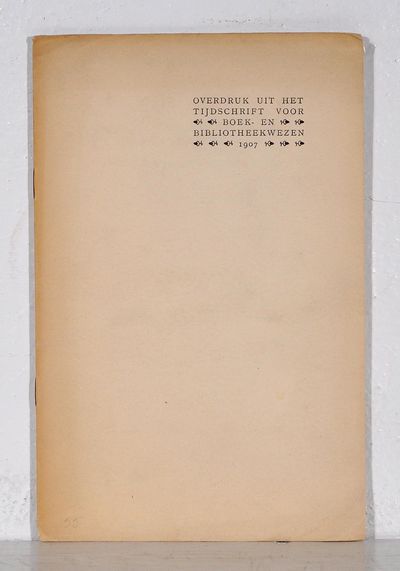 OVERDRUK UIT HET
TIJDSCHRIFT VOOR
BOEK- EN
BIBLIOTHEEKWEZEN
1907